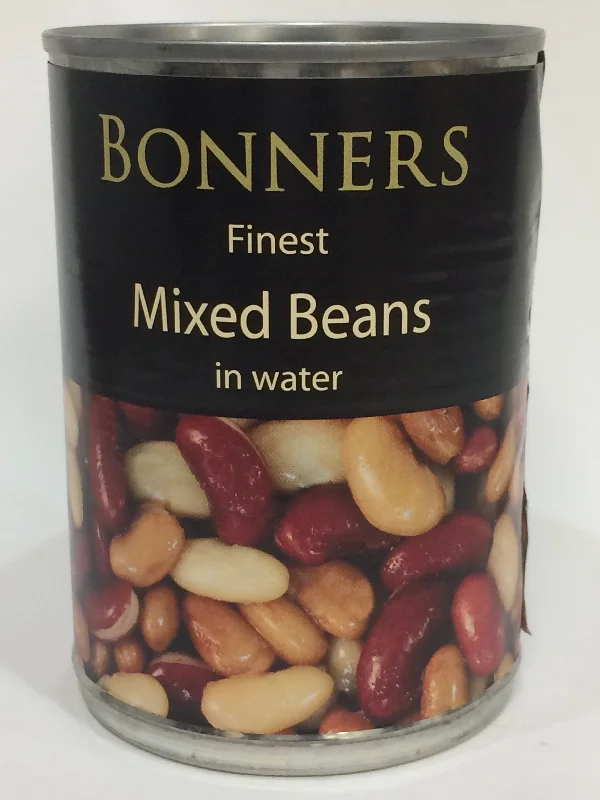 BONNERS
Finest
Mixed Beans
in water